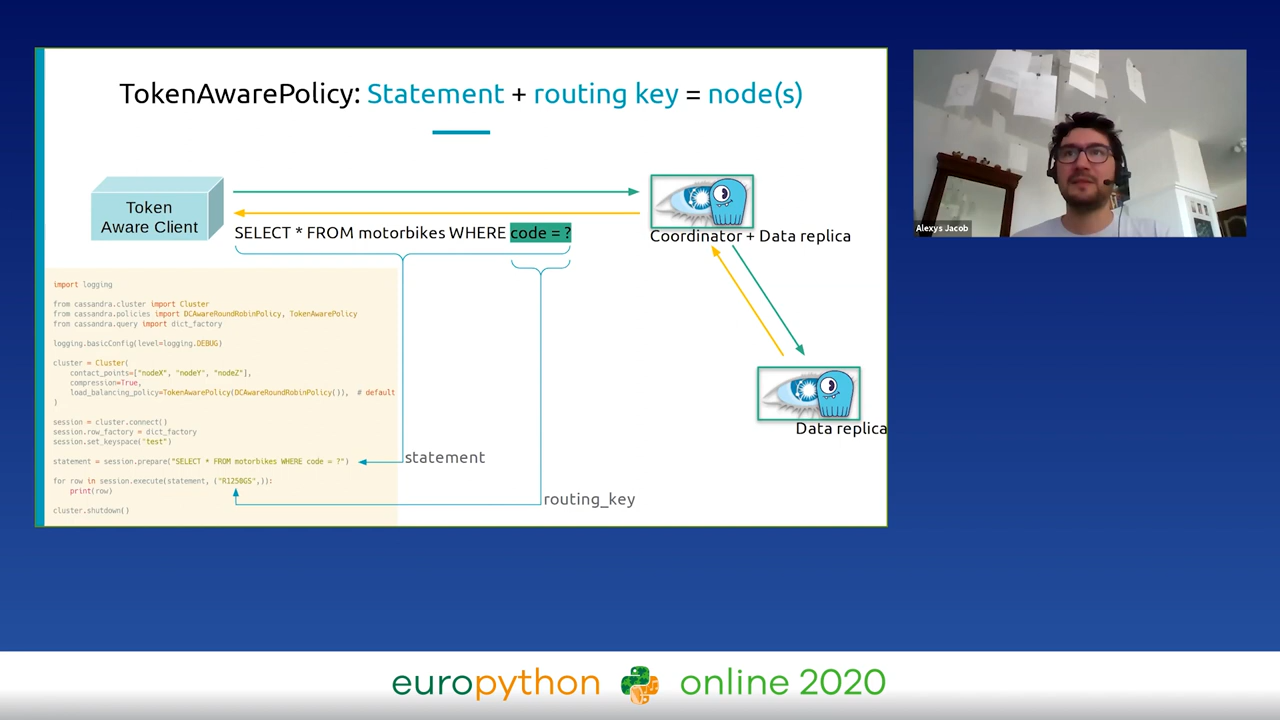 TokenAwarePolicy: Statement + routing key = node(s)
Token
Aware Client
SELECT * FROM motorbikes WHERE code = ?
Coordinator + Data replica
Data replica
import logging
from cassandra.cluster import Cluster
from cassandra.policies import DCAwareRoundRobinPolicy, TokenAwarePolicy
from cassandra.query import dict_factory
logging.basicConfig(level=logging.DEBUG)
cluster = Cluster(
contact_points=["nodeX", "nodeY", "nodeZ"],
compression=True,
load_balancing_policy=TokenAwarePolicy(DCAwareRoundRobinPolicy()), # default
)
session = cluster.connect()
session.row_factory = dict_factory
session.set_keyspace("test")
statement = session.prepare("SELECT * FROM motorbikes WHERE code = ?")
for row in session.execute(statement, ("R1250GS",)):
print(row)
cluster.shutdown()
statement
routing_key
Alexys Jacob
europython online 2020